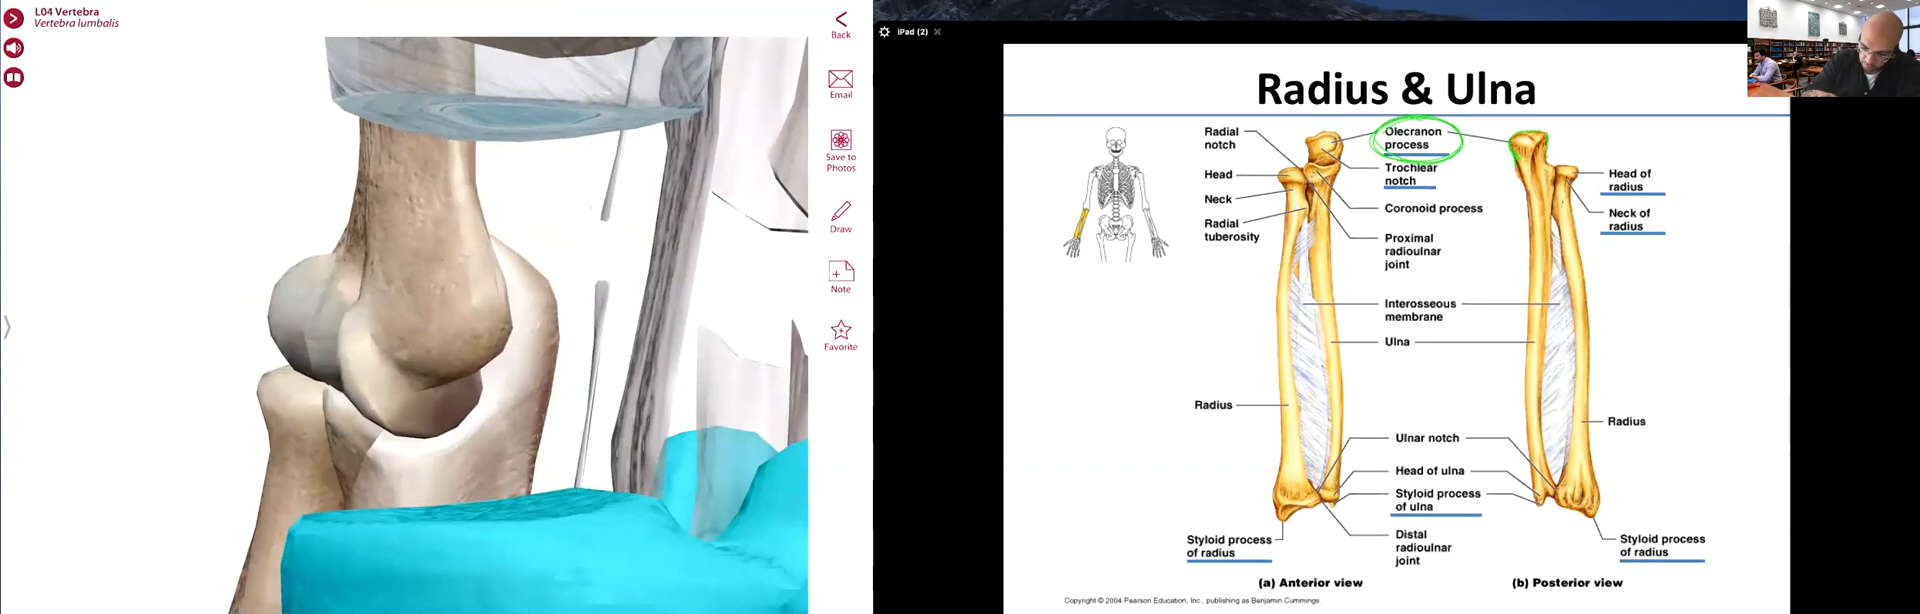 L04 Vertebra
Vertebra lumbalis
Back
Email
Save to
Photos
Draw
Note
Favorite
iPad (2)
Radius & Ulna
Radial
notch
Head
Neck
Radial
tuberosity
Radius
Styloid process
of radius
Olecranon
process
Trochlear
notch
Coronoid process
Proximal
radioulnar
joint
Interosseous
membrane
Ulna
Ulnar notch
Head of ulna
Styloid process
of ulna
Distal
radioulnar
joint
Head of
radius
Neck of
radius
Radius
Styloid process
of radius
(a) Anterior view
(b) Posterior view
Copyright © 2004 Pearson Education, Inc., publishing as Benjamin Cummings.